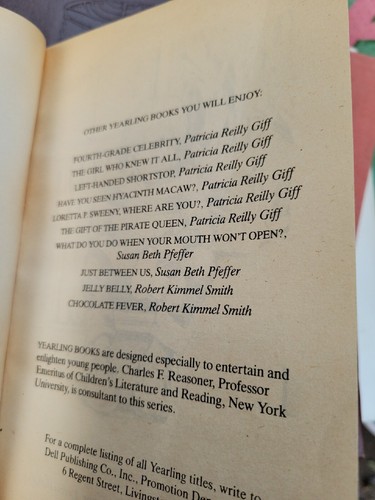 OTHER YEARLING BOOKS YOU WILL ENJOY:
FOURTH-GRADE CELEBRITY, Patricia Reilly Giff
THE GIRL WHO KNEW IT ALL, Patricia Reilly Giff
LEFT-HANDED SHORTSTOP, Patricia Reilly Giff
HAVE YOU SEEN HYACINTH MACAW?, Patricia Reilly Giff
LORETTA P. SWEENY, WHERE ARE YOU?, Patricia Reilly Giff
THE GIFT OF THE PIRATE QUEEN, Patricia Reilly Giff
WHAT DO YOU DO WHEN YOUR MOUTH WON'T OPEN?,
Susan Beth Pfeffer
JUST BETWEEN US, Susan Beth Pfeffer
JELLY BELLY, Robert Kimmel Smith
CHOCOLATE FEVER, Robert Kimmel Smith
YEARLING BOOKS are designed especially to entertain and
enlighten young people. Charles F. Reasoner, Professor
Emeritus of Children's Literature and Reading, New York
University, is consultant to this series.
For a complete listing of all Yearling titles, write to
Dell Publishing Co., Inc., Promotion
6 Regent Street,